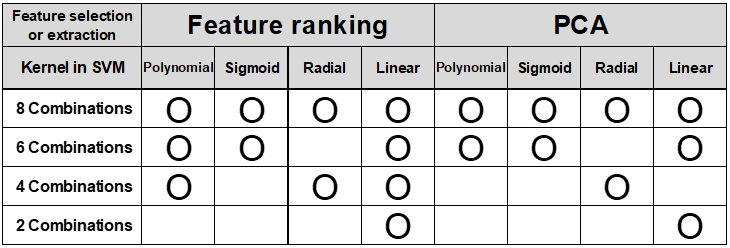 Feature selection or extraction Feature ranking PCA
Kernel in SVM Polynomial Sigmoid Radial Linear Polynomial Sigmoid Radial Linear
8 Combinations O O O O O O O O
6 Combinations O O O O O O
4 Combinations O O O O
2 Combinations O O